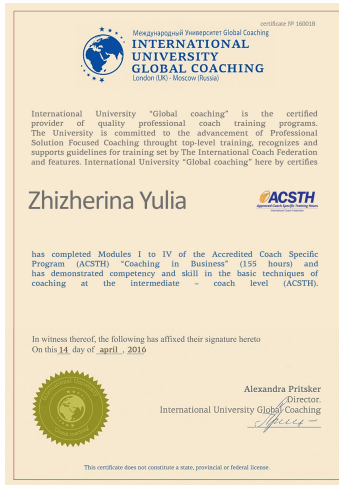 certificate № 160018
Международный Университет Global Coaching
INTERNATIONAL
UNIVERSITY
GLOBAL COACHING
London (UK) - Moscow (Russia)
International University "Global coaching" is the certified
provider of quality professional coach training programs.
The University is committed to the advancement of Professional
Solution Focused Coaching throught top-level training, recognizes and
supports guidelines for training set by The International Coach Federation
and features. International University "Global coaching" here by certifies
Zhizherina Yulia
ACSTH
Approved Coach Specific Training Hours
International Coach Federation
has completed Modules I to IV of the Accredited Coach Specific
Program (ACSTH) "Coaching in Business" (155 hours) and
has demonstrated competency and skill in the basic techniques of
coaching at the intermediate – coach level (ACSTH).
In witness thereof, the following has affixed their signature hereto
On this 14 day of april , 2016
Alexandra Pritsker
Director.
International University Global Coaching
This certificate does not constitute a state, provincial or federal license.